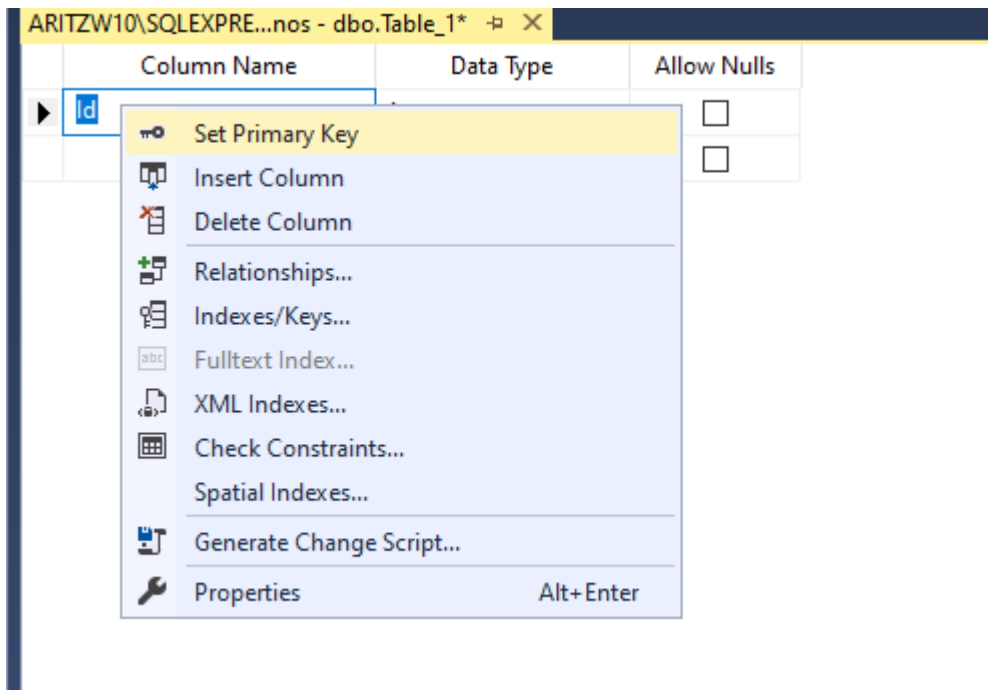 ARITZW10\SQLEXPRE...nos - dbo.Table_1*
Column Name Data Type Allow Nulls
Id
Set Primary Key
Insert Column
Delete Column
Relationships...
Indexes/Keys...
Fulltext Index...
abc
XML Indexes...
Check Constraints...
Spatial Indexes...
Generate Change Script...
Properties Alt+Enter